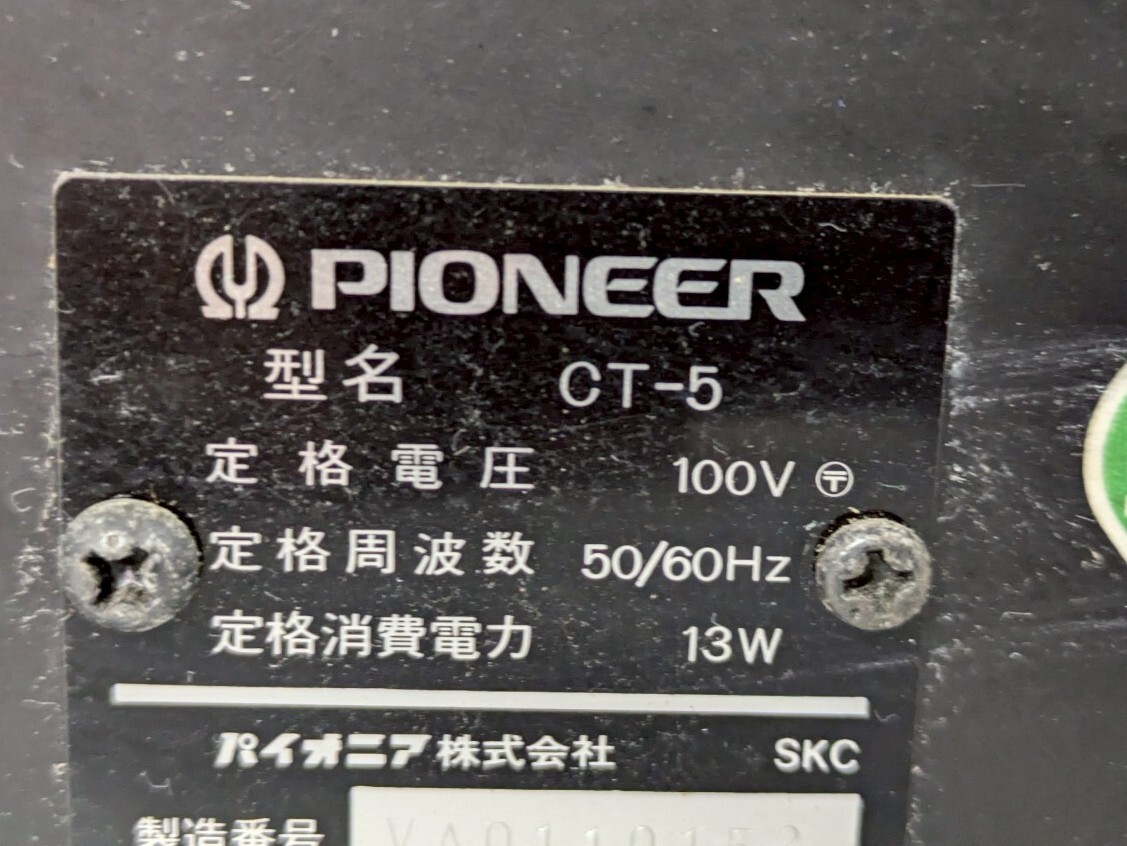 PIONEER
型名 CT-5
定格電圧 100V 〶
定格周波数 50/60Hz
定格消費電力 13W
パイオニア株式会社 SKC
製造番号